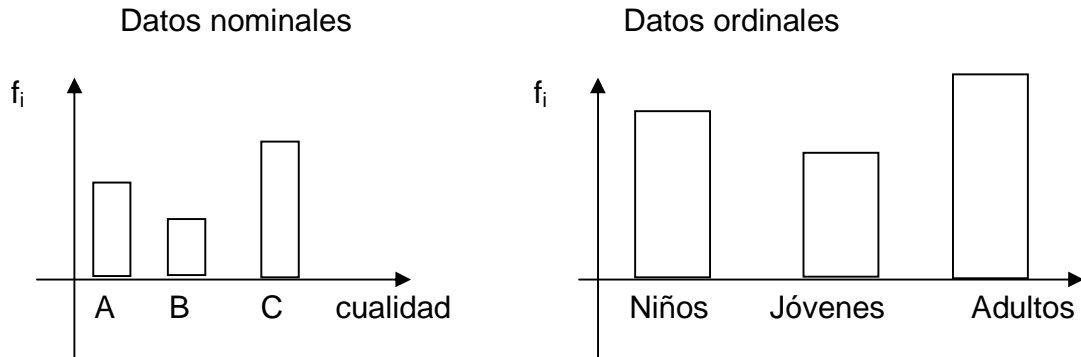 Datos nominales
Datos ordinales
fi
fi
A B C cualidad
Niños Jóvenes Adultos